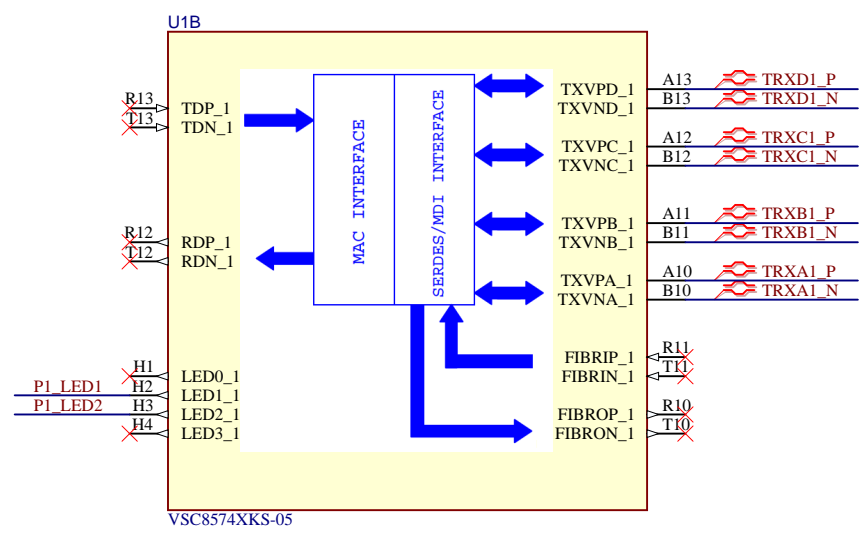 U1B
R13 TDP_1
T13 TDN_1
R12 RDP_1
T12 RDN_1
H1 LED0_1
P1_LED1 H2 LED1_1
P1_LED2 H3 LED2_1
H4 LED3_1
MAC INTERFACE
SERDES/MDI INTERFACE
TXVPD_1 A13 TRXD1_P
TXVND_1 B13 TRXD1_N
TXVPC_1 A12 TRXC1_P
TXVNC_1 B12 TRXC1_N
TXVPB_1 A11 TRXB1_P
TXVNB_1 B11 TRXB1_N
TXVPA_1 A10 TRXA1_P
TXVNA_1 B10 TRXA1_N
FIBRIP_1 R11
FIBRIN_1 T11
FIBROP_1 R10
FIBRON_1 T10
VSC8574XKS-05